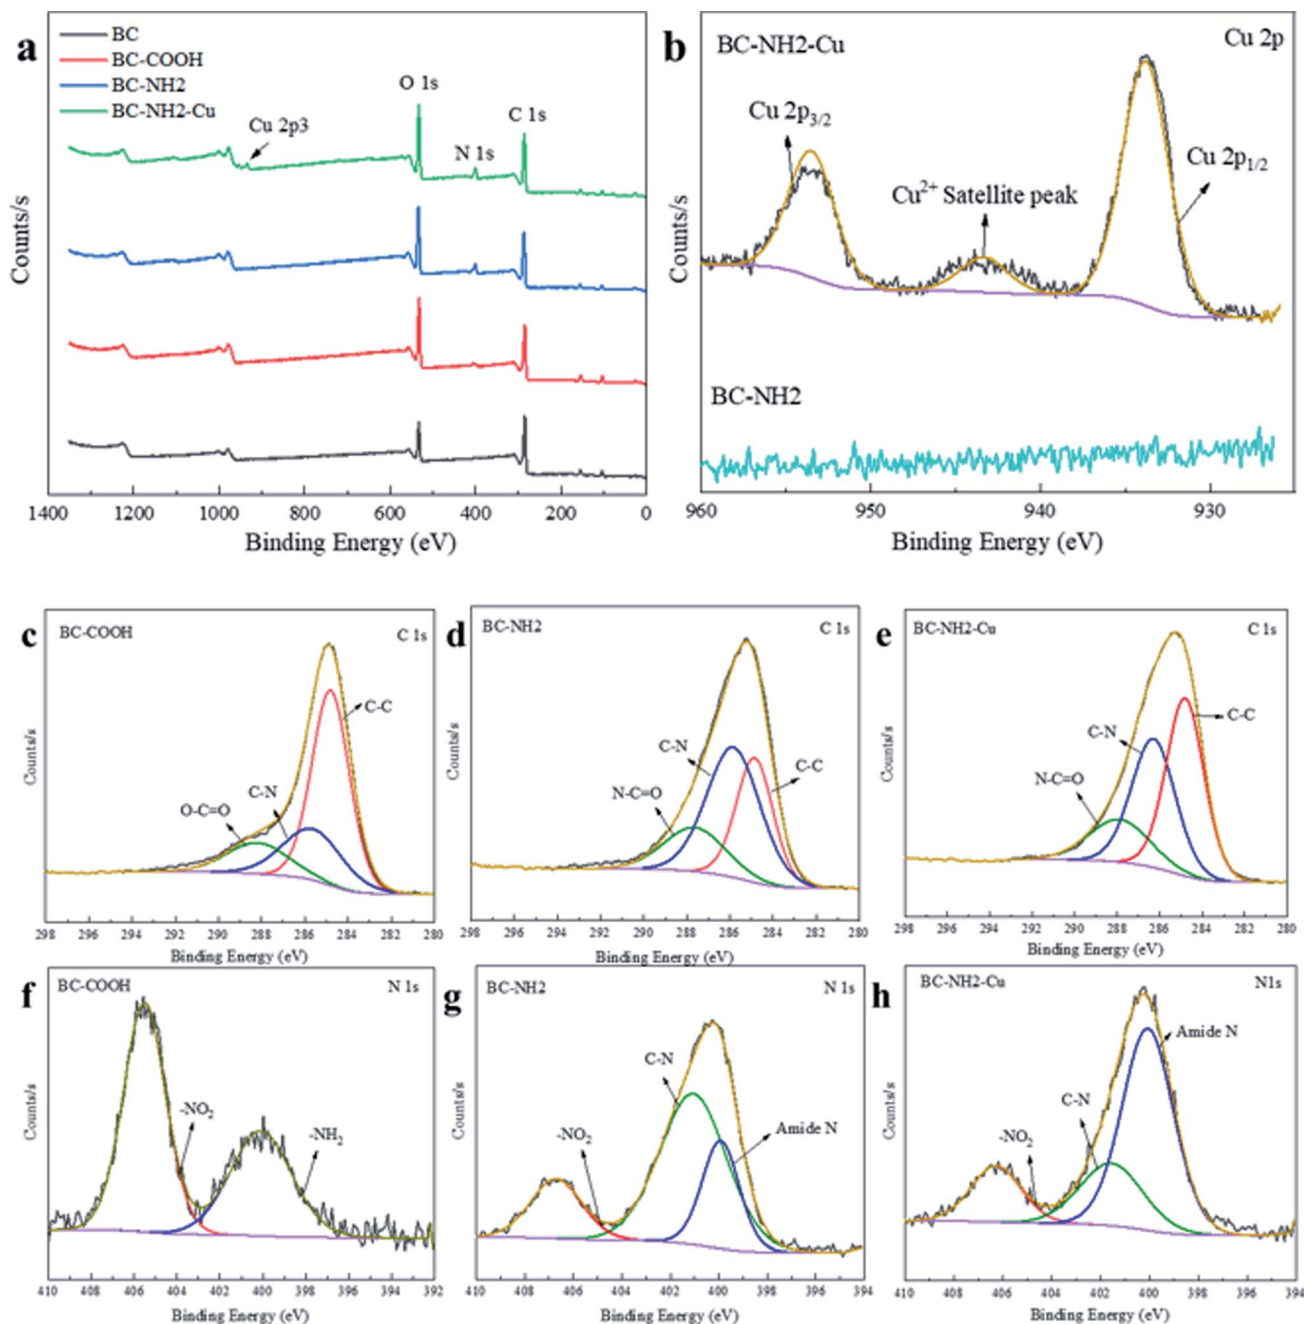 a
BC
BC-COOH
BC-NH2
BC-NH2-Cu
Cu 2p3
O 1s
N 1s
C 1s
Counts/s
1400 1200 1000 800 600 400 200 0
Binding Energy (eV)
b
BC-NH2-Cu
Cu 2p
Cu 2p3/2
Cu2+ Satellite peak
Cu 2p1/2
BC-NH2
Counts/s
960 950 940 930
Binding Energy (eV)
c
BC-COOH
C 1s
C-C
C-N
O-C=O
Counts/s
298 296 294 292 290 288 286 284 282 280
Binding Energy (eV)
d
BC-NH2
C 1s
C-N
C-C
N-C=O
Counts/s
298 296 294 292 290 288 286 284 282 280
Binding Energy (eV)
e
BC-NH2-Cu
C 1s
C-C
C-N
N-C=O
Counts/s
298 296 294 292 290 288 286 284 282 280
Binding Energy (eV)
f
BC-COOH
N 1s
-NO2
-NH2
Counts/s
410 408 406 404 402 400 398 396 394 392
Binding Energy (eV)
g
BC-NH2
N 1s
C-N
-NO2
Amide N
Counts/s
410 408 406 404 402 400 398 396 394
Binding Energy (eV)
h
BC-NH2-Cu
N1s
Amide N
C-N
-NO2
Counts/s
410 408 406 404 402 400 398 396 394
Binding Energy (eV)